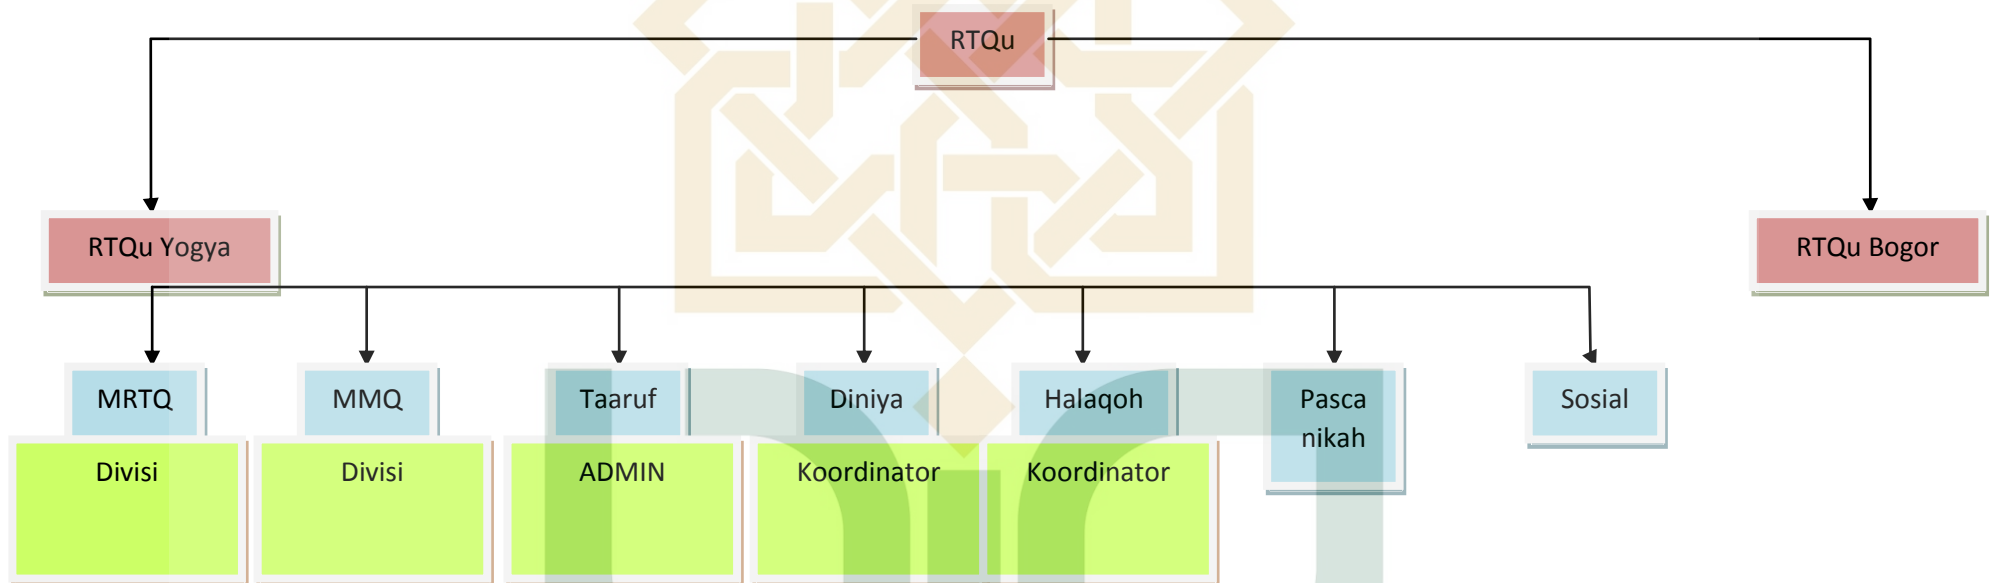 RTQu
RTQu Yogya
RTQu Bogor
MRTQ
MMQ
Taaruf
Diniya
Halaqoh
Pasca
nikah
Sosial
Divisi
Divisi
ADMIN
Koordinator
Koordinator